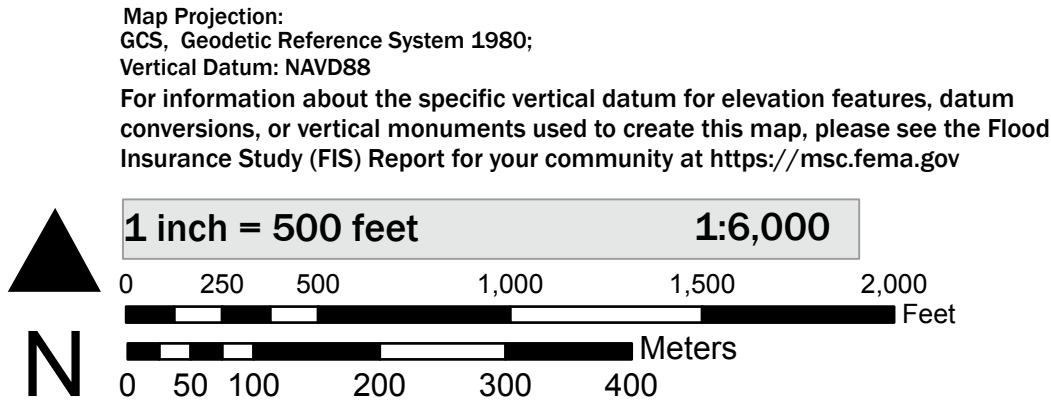 Map Projection:
GCS, Geodetic Reference System 1980;
Vertical Datum: NAVD88
For information about the specific vertical datum for elevation features, datum
conversions, or vertical monuments used to create this map, please see the Flood
Insurance Study (FIS) Report for your community at https://msc.fema.gov
1 inch = 500 feet 1:6,000
0 250 500 1,000 1,500 2,000
Feet
Meters
N
0 50 100 200 300 400